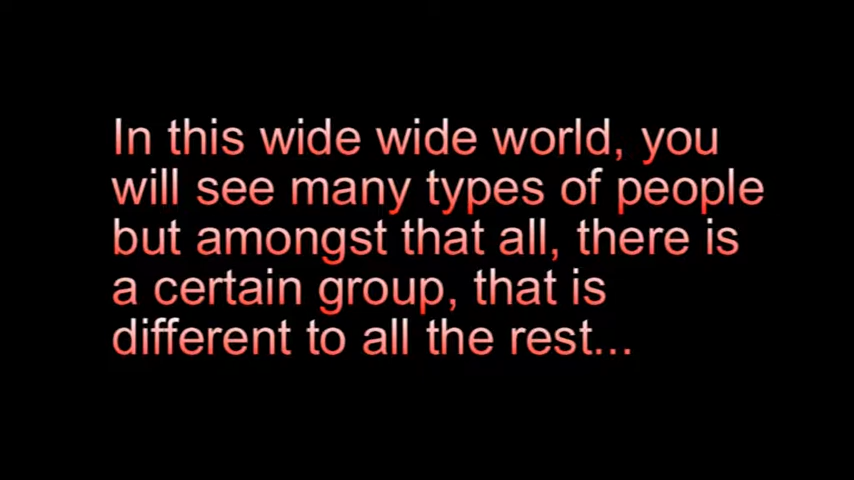 In this wide wide world, you
will see many types of people
but amongst that all, there is
a certain group, that is
different to all the rest...